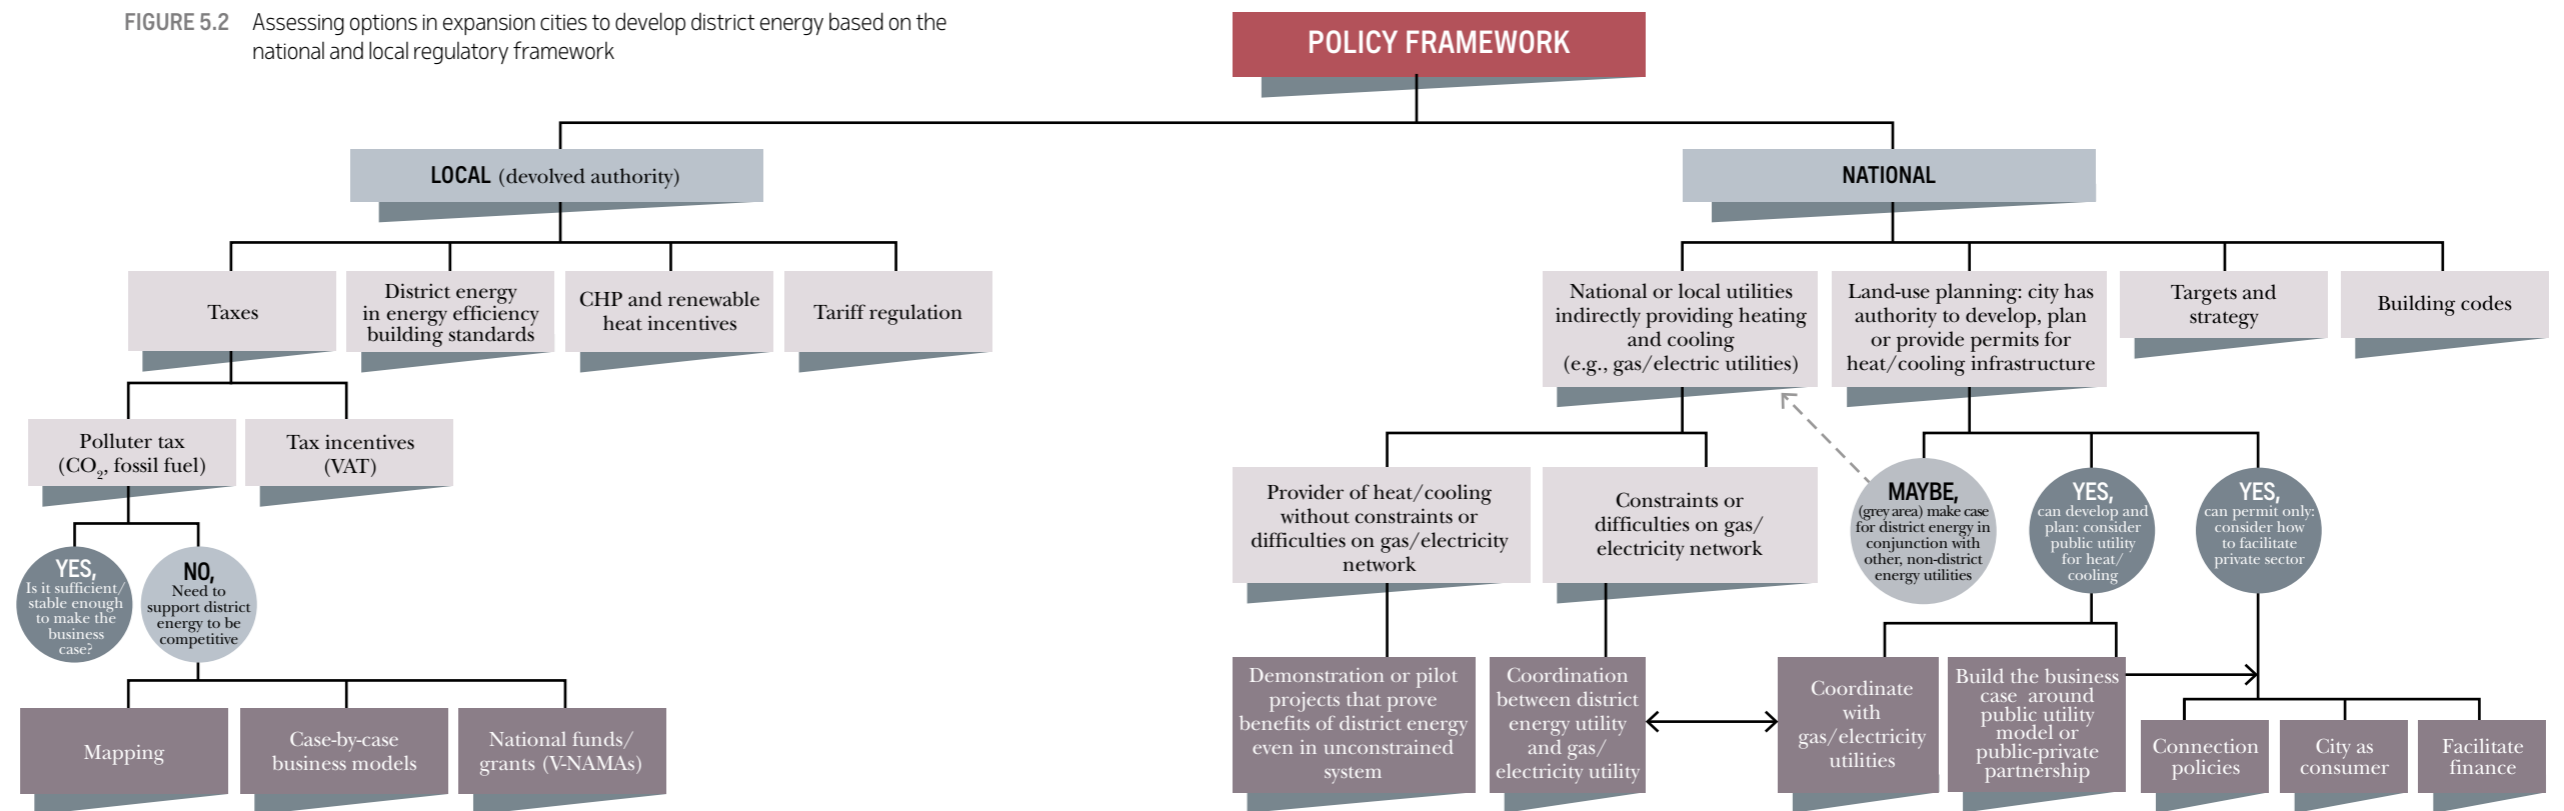 FIGURE 5.2 Assessing options in expansion cities to develop district energy based on the
national and local regulatory framework
POLICY FRAMEWORK
LOCAL (devolved authority)
NATIONAL
Taxes
District energy
in energy efficiency
building standards
CHP and renewable
heat incentives
Tariff regulation
National or local utilities
indirectly providing heating
and cooling
(e.g., gas/electric utilities)
Land-use planning: city has
authority to develop, plan
or provide permits for
heat/cooling infrastructure
Targets and
strategy
Building codes
Polluter tax
(CO₂, fossil fuel)
Tax incentives
(VAT)
Provider of heat/cooling
without constraints or
difficulties on gas/electricity
network
Constraints or
difficulties on gas/
electricity network
MAYBE,
(grey area) make case
for district energy in
conjunction with
other, non-district
energy utilities
YES,
can develop and
plan: consider
public utility
for heat/
cooling
YES,
can permit only:
consider how
to facilitate
private sector
YES,
Is it sufficient/
stable enough
to make the
business
case?
NO,
Need to
support district
energy to be
competitive
Mapping
Case-by-case
business models
National funds/
grants (V-NAMAs)
Demonstration or pilot
projects that prove
benefits of district energy
even in unconstrained
system
Coordination
between district
energy utility
and gas/
electricity utility
Coordinate
with
gas/electricity
utilities
Build the business
case around
public utility
model or
public-private
partnership
Connection
policies
City as
consumer
Facilitate
finance